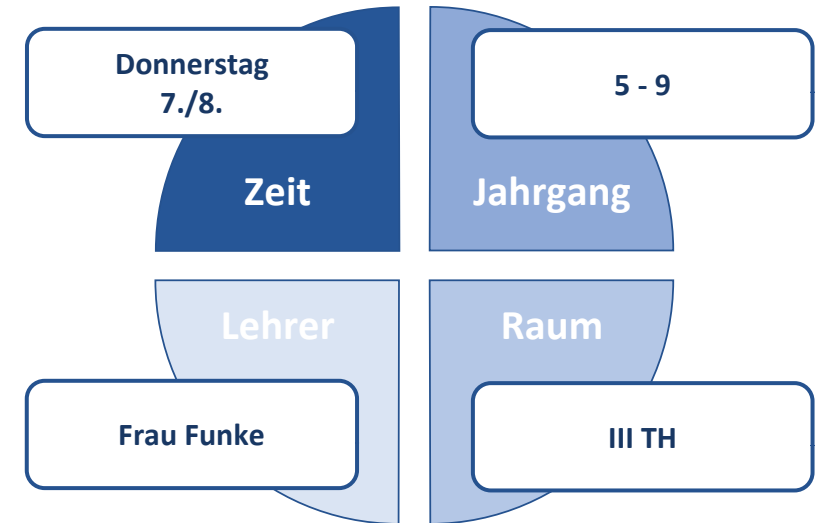 Donnerstag
7./8.
Zeit
5 - 9
Jahrgang
Lehrer
Frau Funke
Raum
III TH